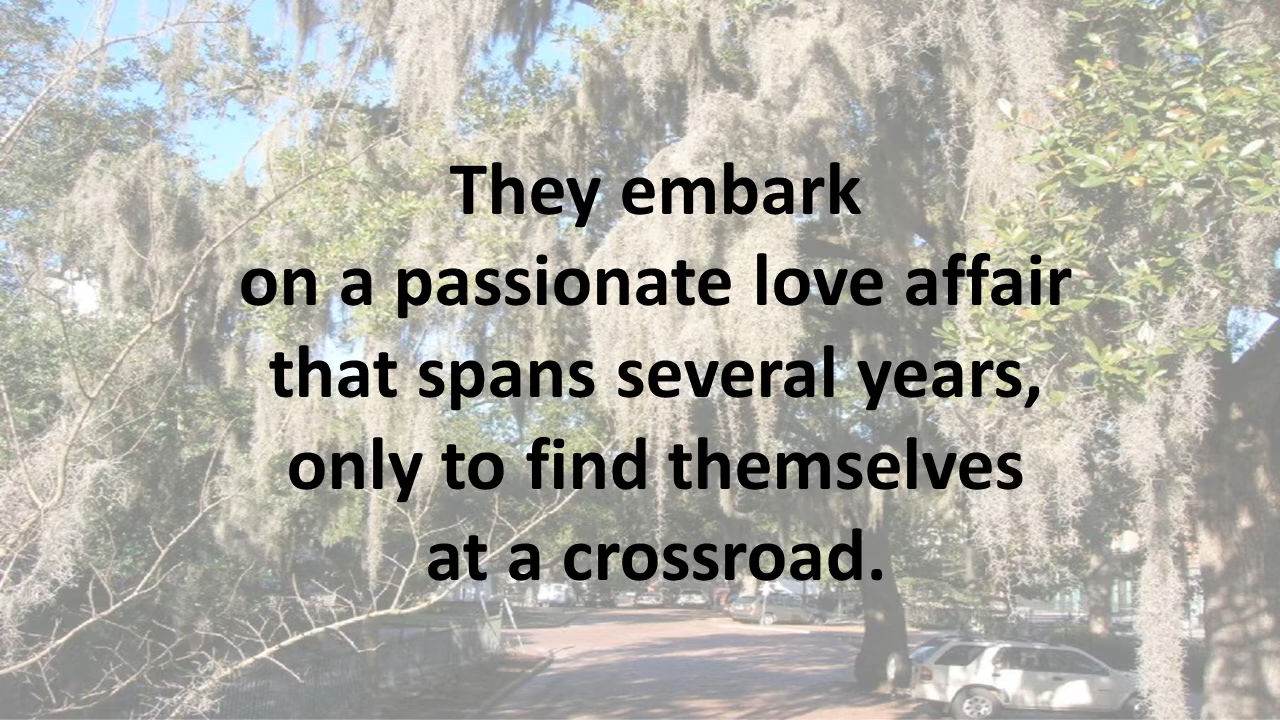 They embark
on a passionate love affair
that spans several years,
only to find themselves
at a crossroad.